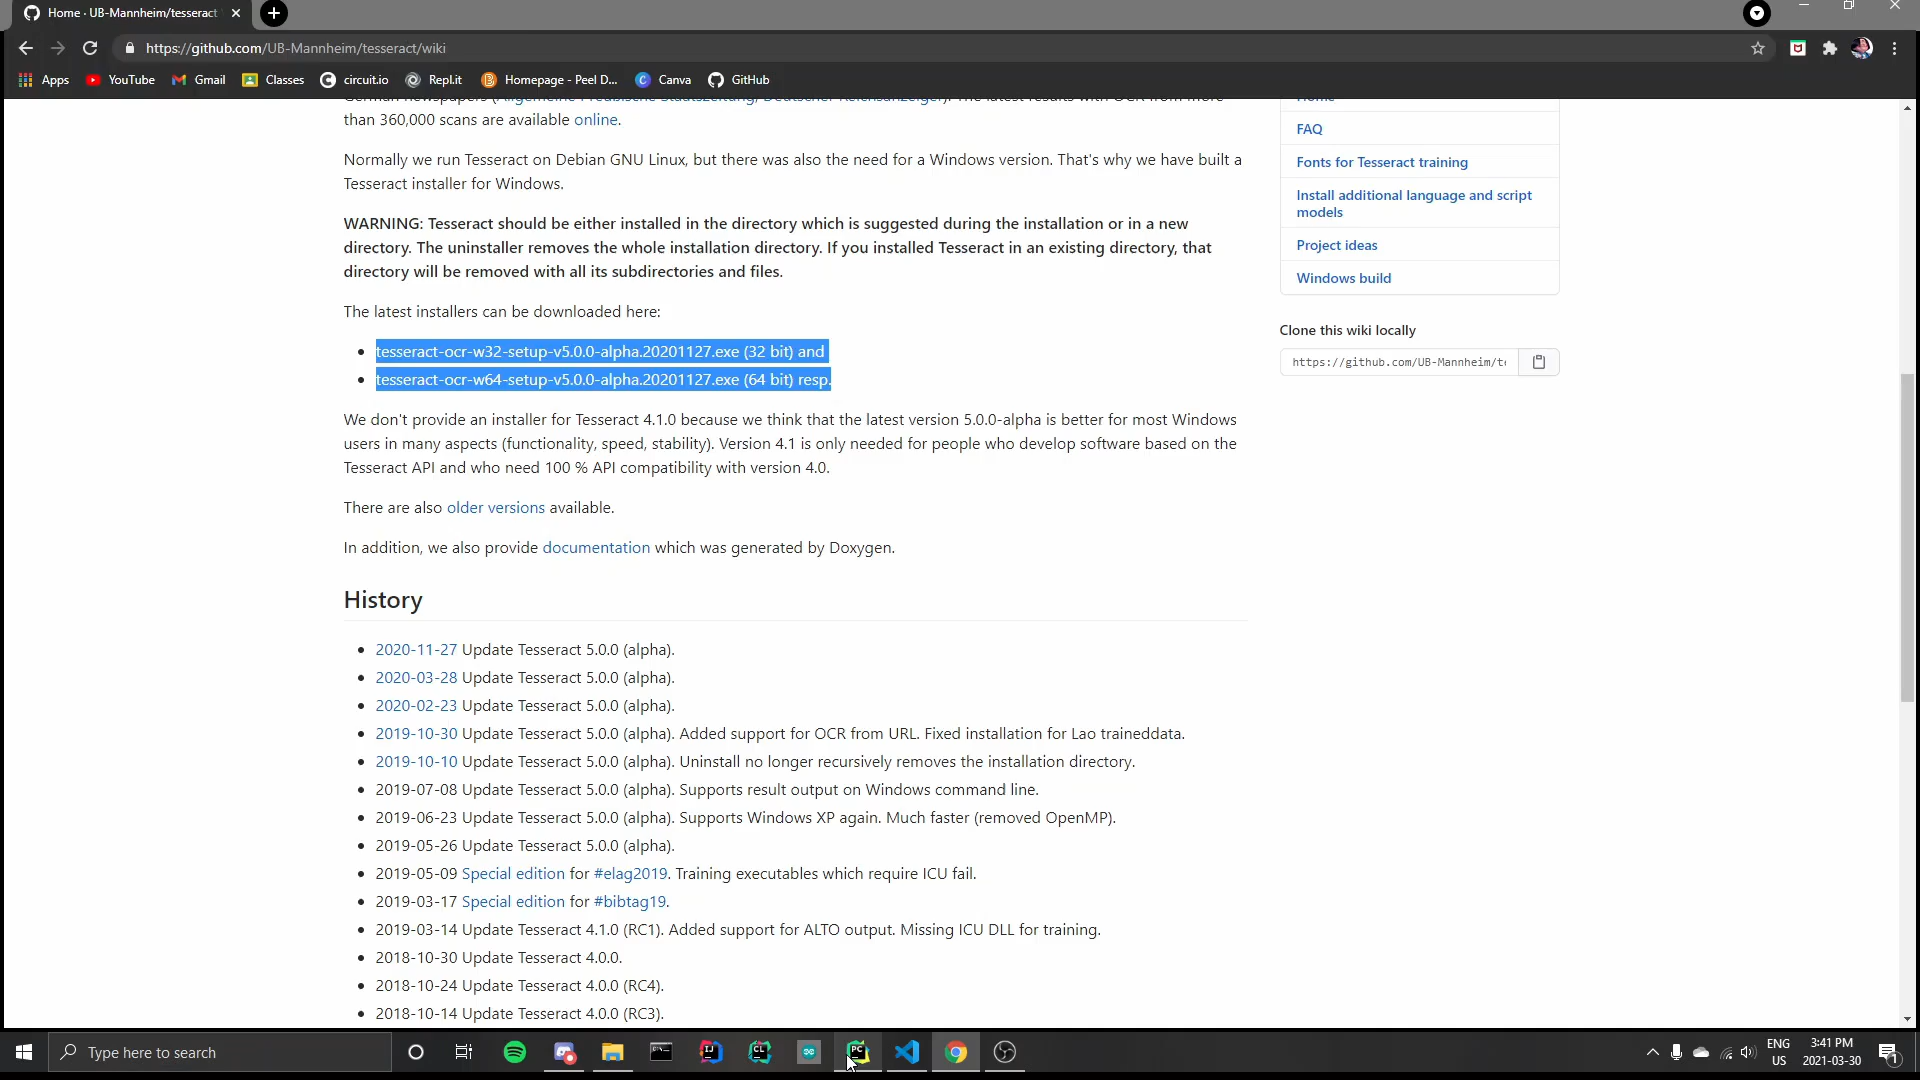 Home · UB-Mannheim/tesseract
https://github.com/UB-Mannheim/tesseract/wiki
Apps YouTube Gmail Classes circuit.io Repl.it Homepage - Peel D... Canva GitHub
German newspapers (Allgemeine Preußische Staatszeitung, Deutscher Reichsanzeiger). The latest results with OCR from more
than 360,000 scans are available online.
Normally we run Tesseract on Debian GNU Linux, but there was also the need for a Windows version. That's why we have built a
Tesseract installer for Windows.
WARNING: Tesseract should be either installed in the directory which is suggested during the installation or in a new
directory. The uninstaller removes the whole installation directory. If you installed Tesseract in an existing directory, that
directory will be removed with all its subdirectories and files.
The latest installers can be downloaded here:
tesseract-ocr-w32-setup-v5.0.0-alpha.20201127.exe (32 bit) and
tesseract-ocr-w64-setup-v5.0.0-alpha.20201127.exe (64 bit) resp.
We don't provide an installer for Tesseract 4.1.0 because we think that the latest version 5.0.0-alpha is better for most Windows
users in many aspects (functionality, speed, stability). Version 4.1 is only needed for people who develop software based on the
Tesseract API and who need 100 % API compatibility with version 4.0.
There are also older versions available.
In addition, we also provide documentation which was generated by Doxygen.
History
2020-11-27 Update Tesseract 5.0.0 (alpha).
2020-03-28 Update Tesseract 5.0.0 (alpha).
2020-02-23 Update Tesseract 5.0.0 (alpha).
2019-10-30 Update Tesseract 5.0.0 (alpha). Added support for OCR from URL. Fixed installation for Lao traineddata.
2019-10-10 Update Tesseract 5.0.0 (alpha). Uninstall no longer recursively removes the installation directory.
2019-07-08 Update Tesseract 5.0.0 (alpha). Supports result output on Windows command line.
2019-06-23 Update Tesseract 5.0.0 (alpha). Supports Windows XP again. Much faster (removed OpenMP).
2019-05-26 Update Tesseract 5.0.0 (alpha).
2019-05-09 Special edition for #elag2019. Training executables which require ICU fail.
2019-03-17 Special edition for #bibtag19.
2019-03-14 Update Tesseract 4.1.0 (RC1). Added support for ALTO output. Missing ICU DLL for training.
2018-10-30 Update Tesseract 4.0.0.
2018-10-24 Update Tesseract 4.0.0 (RC4).
2018-10-14 Update Tesseract 4.0.0 (RC3).
Home
FAQ
Fonts for Tesseract training
Install additional language and script
models
Project ideas
Windows build
Clone this wiki locally
https://github.com/UB-Mannheim/te
Type here to search
IJ
CL
PC
ENG
US
3:41 PM
2021-03-30
1